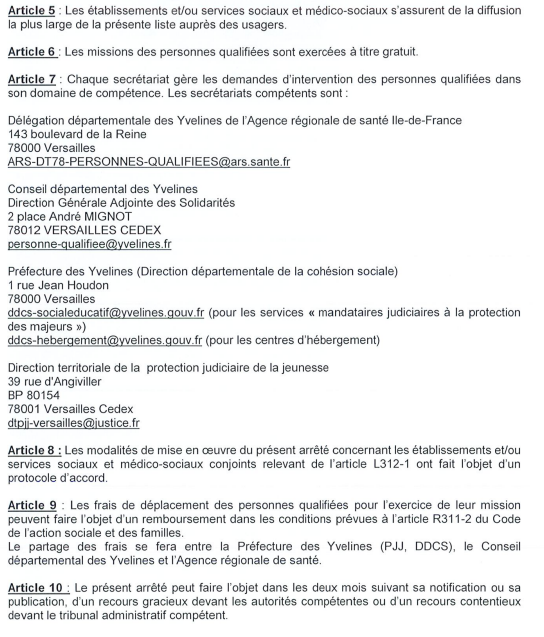 Article 5 : Les établissements et/ou services sociaux et médico-sociaux s'assurent de la diffusion
la plus large de la présente liste auprès des usagers.
Article 6 : Les missions des personnes qualifiées sont exercées à titre gratuit.
Article 7 : Chaque secrétariat gère les demandes d'intervention des personnes qualifiées dans
son domaine de compétence. Les secrétariats compétents sont :
Délégation départementale des Yvelines de l'Agence régionale de santé Ile-de-France
143 boulevard de la Reine
78000 Versailles
ARS-DT78-PERSONNES-QUALIFIEES@ars.sante.fr
Conseil départemental des Yvelines
Direction Générale Adjointe des Solidarités
2 place André MIGNOT
78012 VERSAILLES CEDEX
personne-qualifiee@yvelines.fr
Préfecture des Yvelines (Direction départementale de la cohésion sociale)
1 rue Jean Houdon
78000 Versailles
ddcs-socialeducatif@yvelines.gouv.fr (pour les services « mandataires judiciaires à la protection
des majeurs »)
ddcs-hebergement@yvelines.gouv.fr (pour les centres d'hébergement)
Direction territoriale de la protection judiciaire de la jeunesse
39 rue d'Angiviller
BP 80154
78001 Versailles Cedex
dtpjj-versailles@justice.fr
Article 8 : Les modalités de mise en œuvre du présent arrêté concernant les établissements et/ou
services sociaux et médico-sociaux conjoints relevant de l'article L312-1 ont fait l'objet d'un
protocole d'accord.
Article 9 : Les frais de déplacement des personnes qualifiées pour l'exercice de leur mission
peuvent faire l'objet d'un remboursement dans les conditions prévues à l'article R311-2 du Code
de l'action sociale et des familles.
Le partage des frais se fera entre la Préfecture des Yvelines (PJJ, DDCS), le Conseil
départemental des Yvelines et l'Agence régionale de santé.
Article 10 : Le présent arrêté peut faire l'objet dans les deux mois suivant sa notification ou sa
publication, d'un recours gracieux devant les autorités compétentes ou d'un recours contentieux
devant le tribunal administratif compétent.